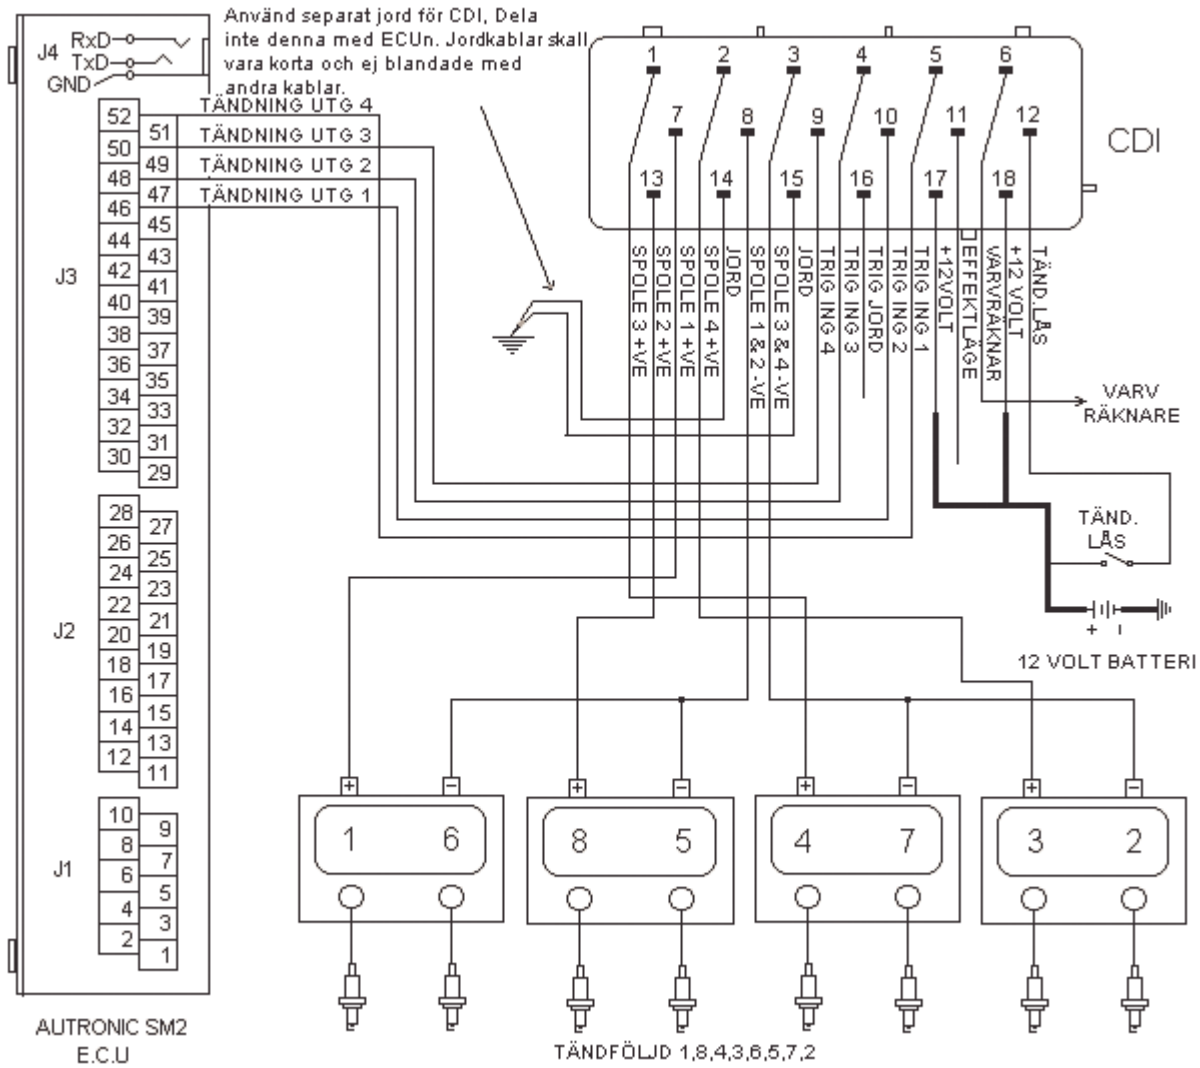 Använd separat jord för CDI, Dela
inte denna med ECUn. Jordkablar skall
vara korta och ej blandade med
andra kablar.
J4
RxD
TxD
GND
TÄNDNING UTG 4
TÄNDNING UTG 3
TÄNDNING UTG 2
TÄNDNING UTG 1
J3
52
51
50
49
48
47
46
45
44
43
42
41
40
39
38
37
36
35
34
33
32
31
30
29
J2
28
27
26
25
24
23
22
21
20
19
18
17
16
15
14
13
12
11
J1
10
9
8
7
6
5
4
3
2
1
AUTRONIC SM2
E.C.U
CDI
1 2 3 4 5 6
7 8 9 10 11 12
13 14 15 16 17 18
SPOLE 3 +VE
SPOLE 2 +VE
SPOLE 1 +VE
SPOLE 4 +VE
JORD
SPOLE 1 & 2 -VE
SPOLE 3 & 4 -VE
JORD
TRIG ING 4
TRIG ING 3
TRIG JORD
TRIG ING 2
TRIG ING 1
+12VOLT
EFFEKTLÄGE
VARVRÄKNAR
+12 VOLT
TÄND.LÅS
VARV
RÄKNARE
TÄND.
LÅS
+ I
12 VOLT BATTERI
+ − + − + − + −
1 6 8 5 4 7 3 2
TÄNDFÖLJD 1,8,4,3,6,5,7,2